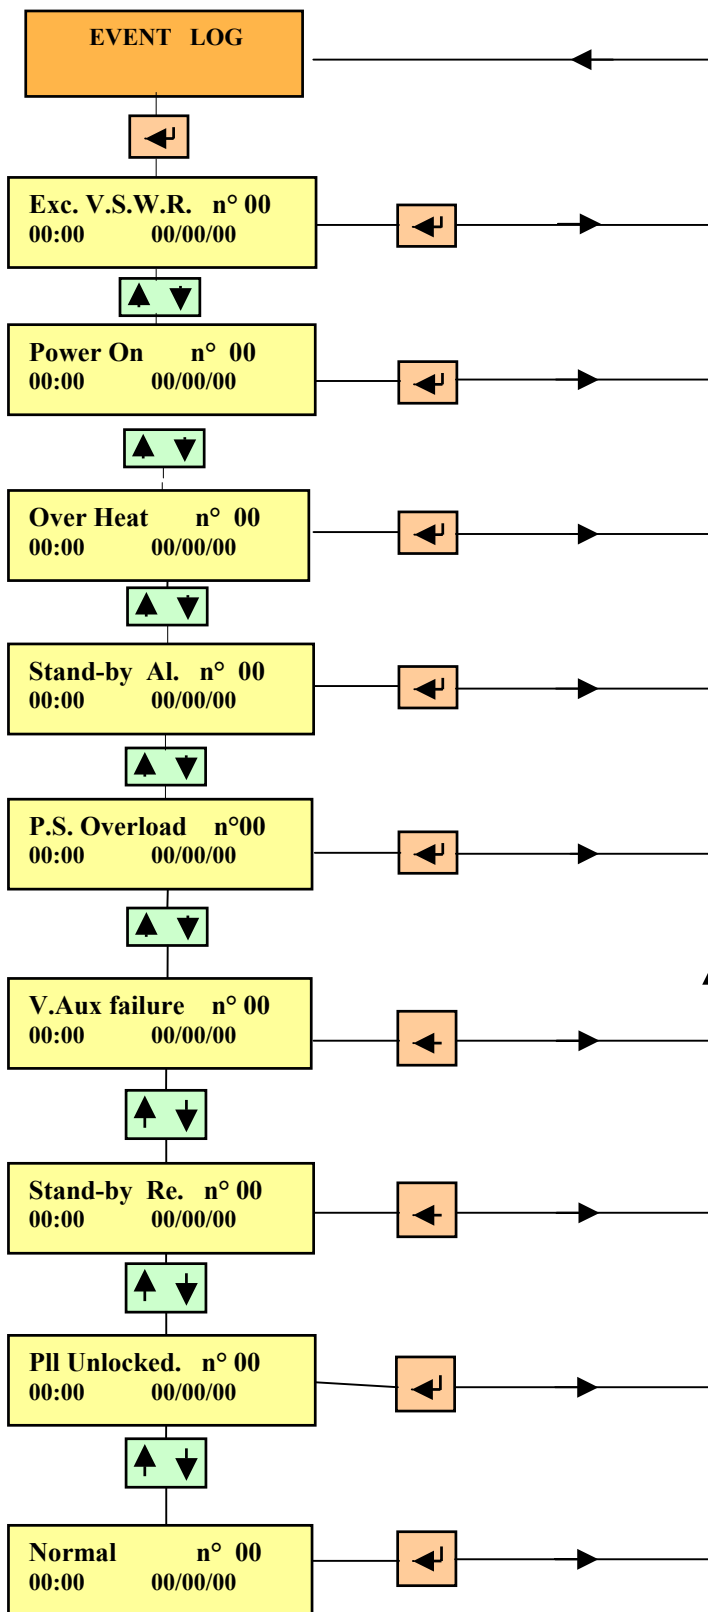 EVENT LOG
Exc. V.S.W.R. n° 00
00:00 00/00/00
Power On n° 00
00:00 00/00/00
Over Heat n° 00
00:00 00/00/00
Stand-by Al. n° 00
00:00 00/00/00
P.S. Overload n°00
00:00 00/00/00
V.Aux failure n° 00
00:00 00/00/00
Stand-by Re. n° 00
00:00 00/00/00
Pll Unlocked. n° 00
00:00 00/00/00
Normal n° 00
00:00 00/00/00